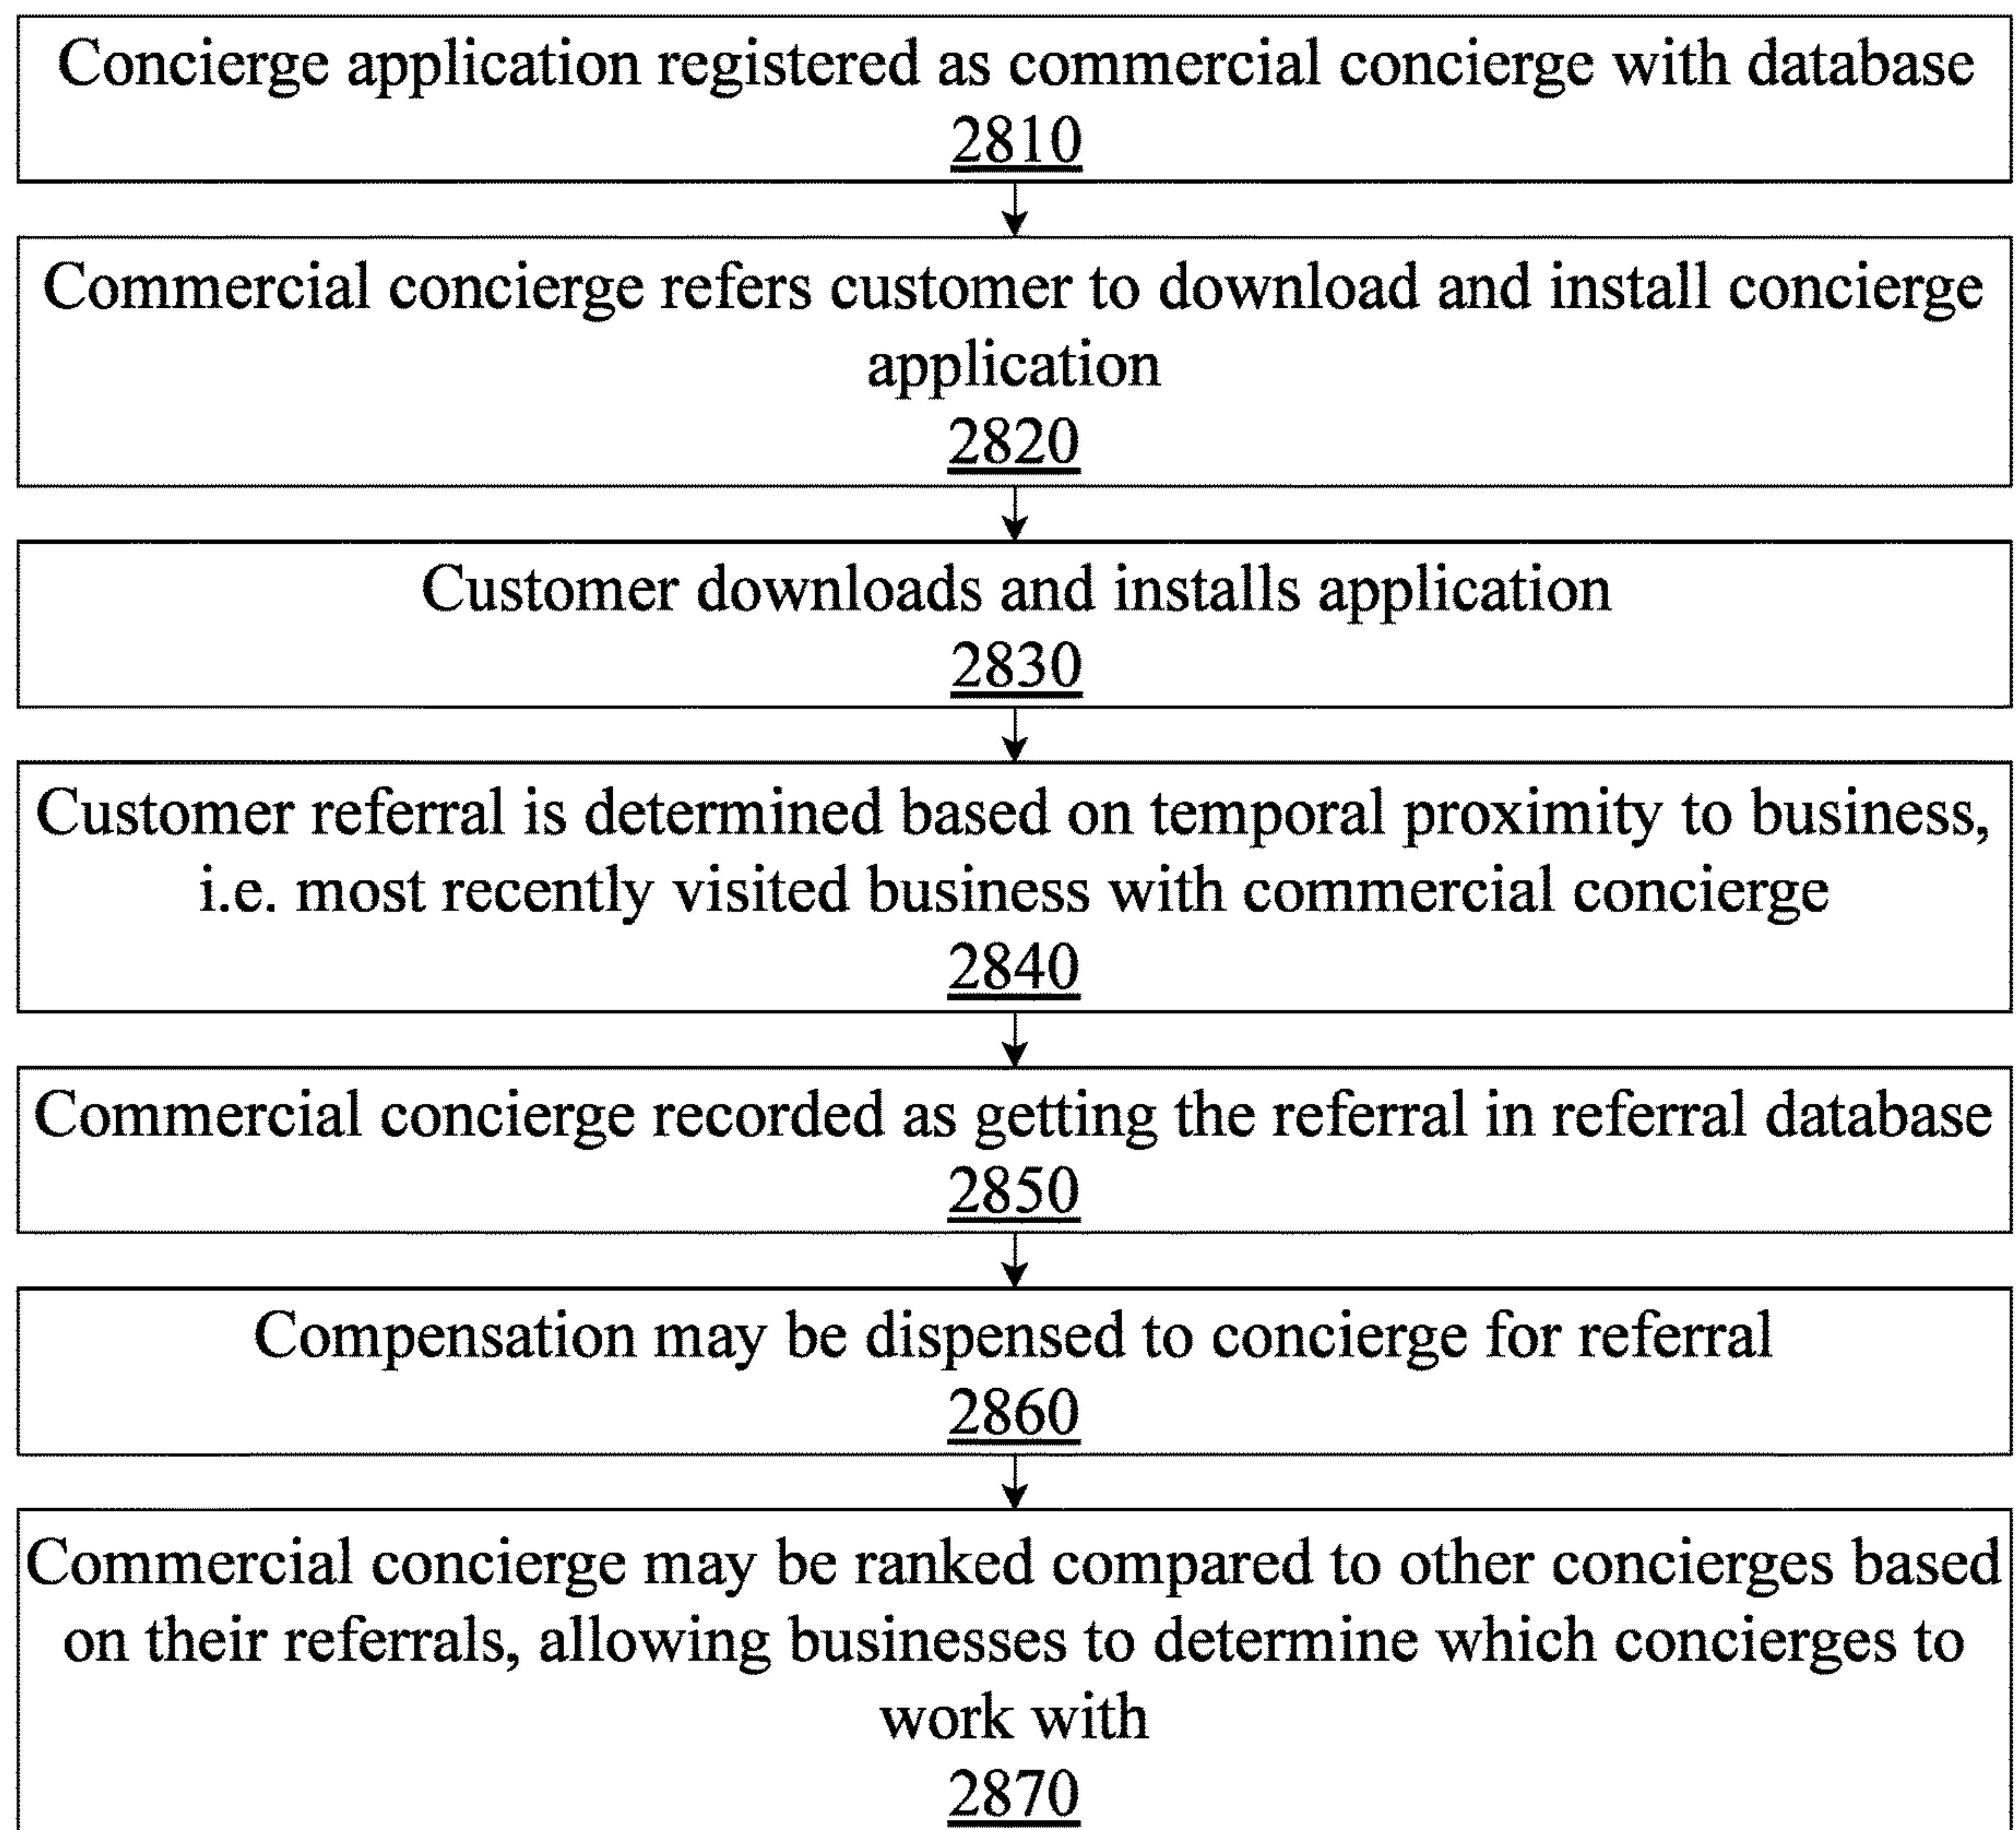 Concierge application registered as commercial concierge with database
2810
Commercial concierge refers customer to download and install concierge
application
2820
Customer downloads and installs application
2830
Customer referral is determined based on temporal proximity to business,
i.e. most recently visited business with commercial concierge
2840
Commercial concierge recorded as getting the referral in referral database
2850
Compensation may be dispensed to concierge for referral
2860
Commercial concierge may be ranked compared to other concierges based
on their referrals, allowing businesses to determine which concierges to
work with
2870